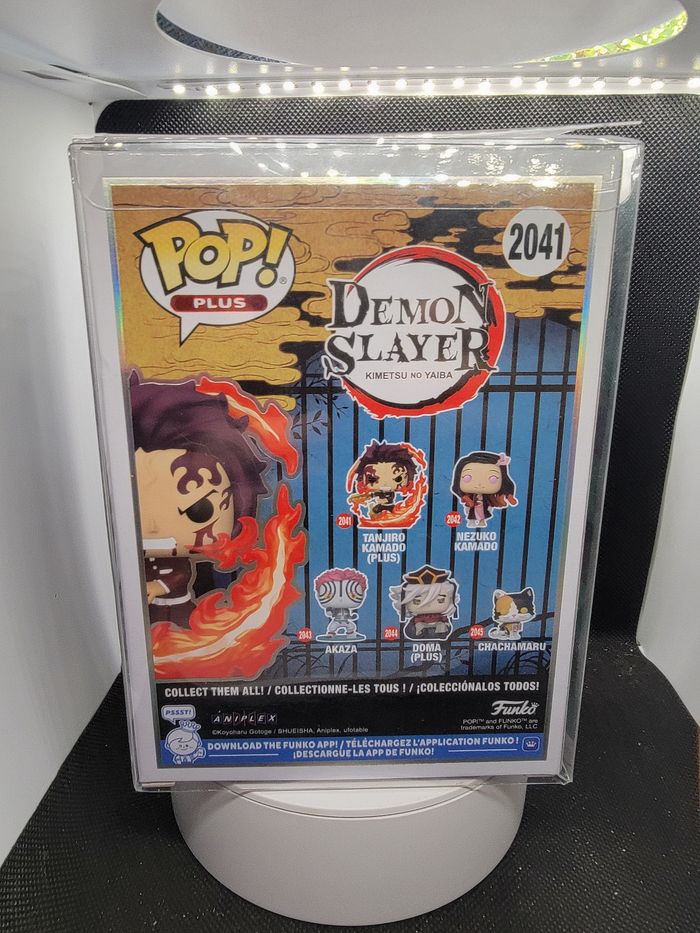 POP!
®
PLUS
2041
DEMON
SLAYER
KIMETSU NO YAIBA
2041
TANJIRO
KAMADO
(PLUS)
2042
NEZUKO
KAMADO
2043
AKAZA
2044
DOMA
(PLUS)
2045
CHACHAMARU
COLLECT THEM ALL! / COLLECTIONNE-LES TOUS ! / ¡COLECCIÓNALOS TODOS!
PSSST!
ANIPLEX
©Koyoharu Gotoge / SHUEISHA, Aniplex, ufotable
Funko
POP!™ and FUNKO™ are
trademarks of Funko, LLC
DOWNLOAD THE FUNKO APP! / TÉLÉCHARGEZ L'APPLICATION FUNKO !
¡DESCARGUE LA APP DE FUNKO!